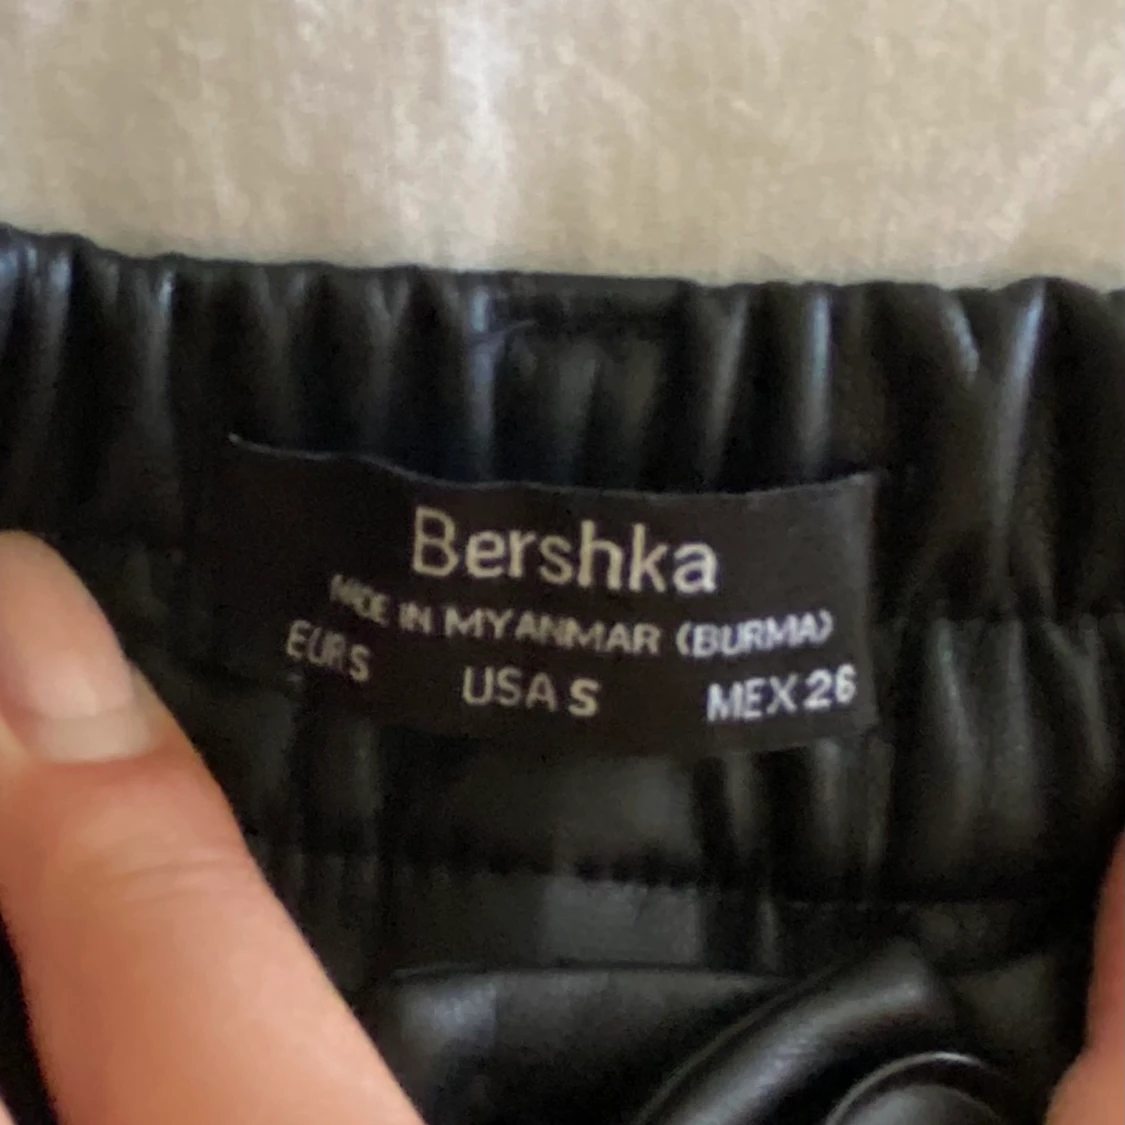 Bershka
MADE IN MYANMAR (BURMA)
EUR S USA S MEX 26